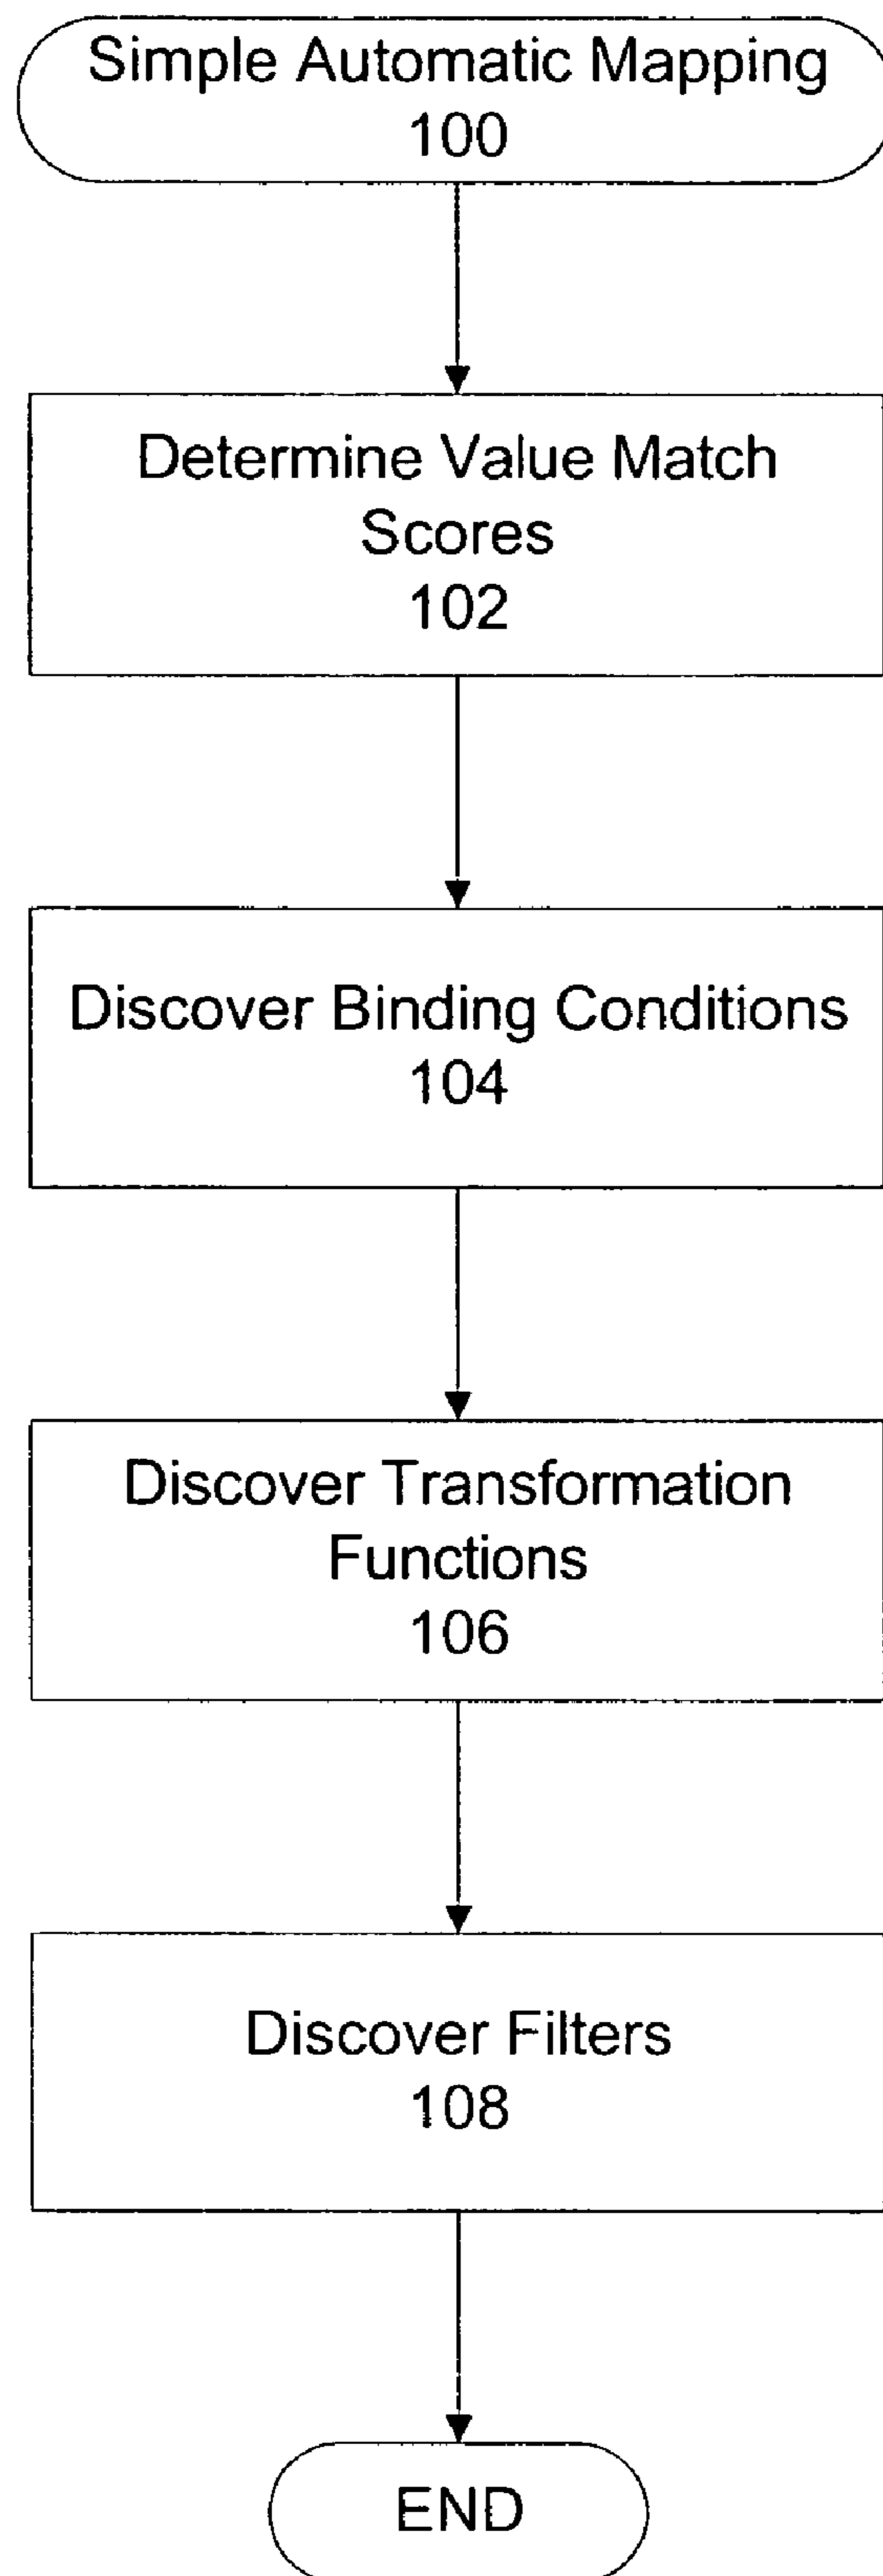 Simple Automatic Mapping
100
Determine Value Match
Scores
102
Discover Binding Conditions
104
Discover Transformation
Functions
106
Discover Filters
108
END